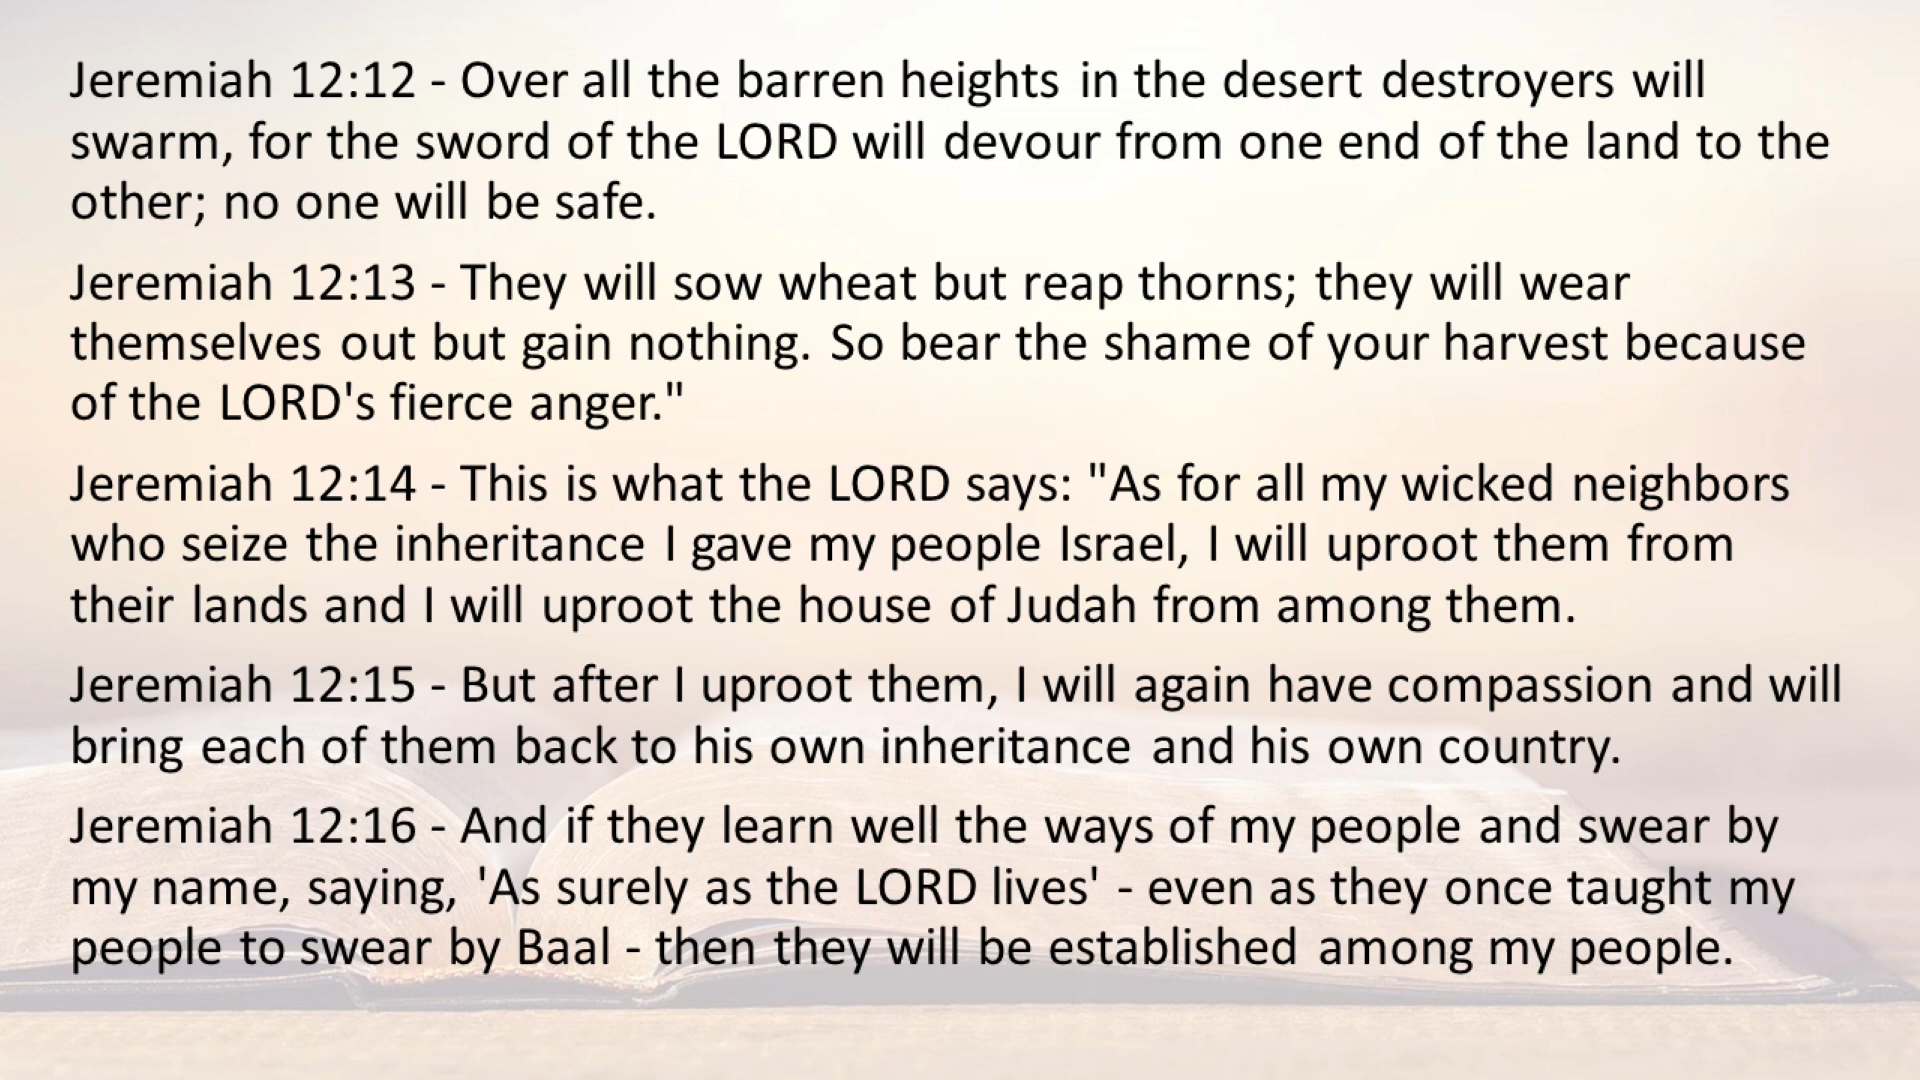 Jeremiah 12:12 - Over all the barren heights in the desert destroyers will
swarm, for the sword of the LORD will devour from one end of the land to the
other; no one will be safe.
Jeremiah 12:13 - They will sow wheat but reap thorns; they will wear
themselves out but gain nothing. So bear the shame of your harvest because
of the LORD's fierce anger."
Jeremiah 12:14 - This is what the LORD says: "As for all my wicked neighbors
who seize the inheritance I gave my people Israel, I will uproot them from
their lands and I will uproot the house of Judah from among them.
Jeremiah 12:15 - But after I uproot them, I will again have compassion and will
bring each of them back to his own inheritance and his own country.
Jeremiah 12:16 - And if they learn well the ways of my people and swear by
my name, saying, 'As surely as the LORD lives' - even as they once taught my
people to swear by Baal - then they will be established among my people.